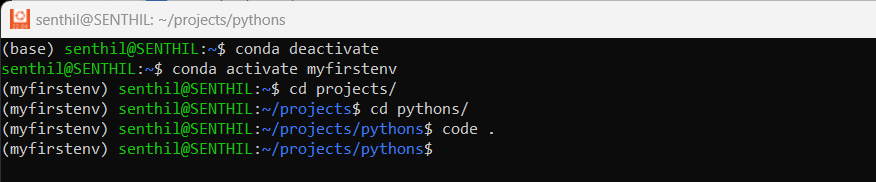 senthil@SENTHIL: ~/projects/pythons
(base) senthil@SENTHIL:~$ conda deactivate
senthil@SENTHIL:~$ conda activate myfirstenv
(myfirstenv) senthil@SENTHIL:~$ cd projects/
(myfirstenv) senthil@SENTHIL:~/projects$ cd pythons/
(myfirstenv) senthil@SENTHIL:~/projects/pythons$ code .
(myfirstenv) senthil@SENTHIL:~/projects/pythons$